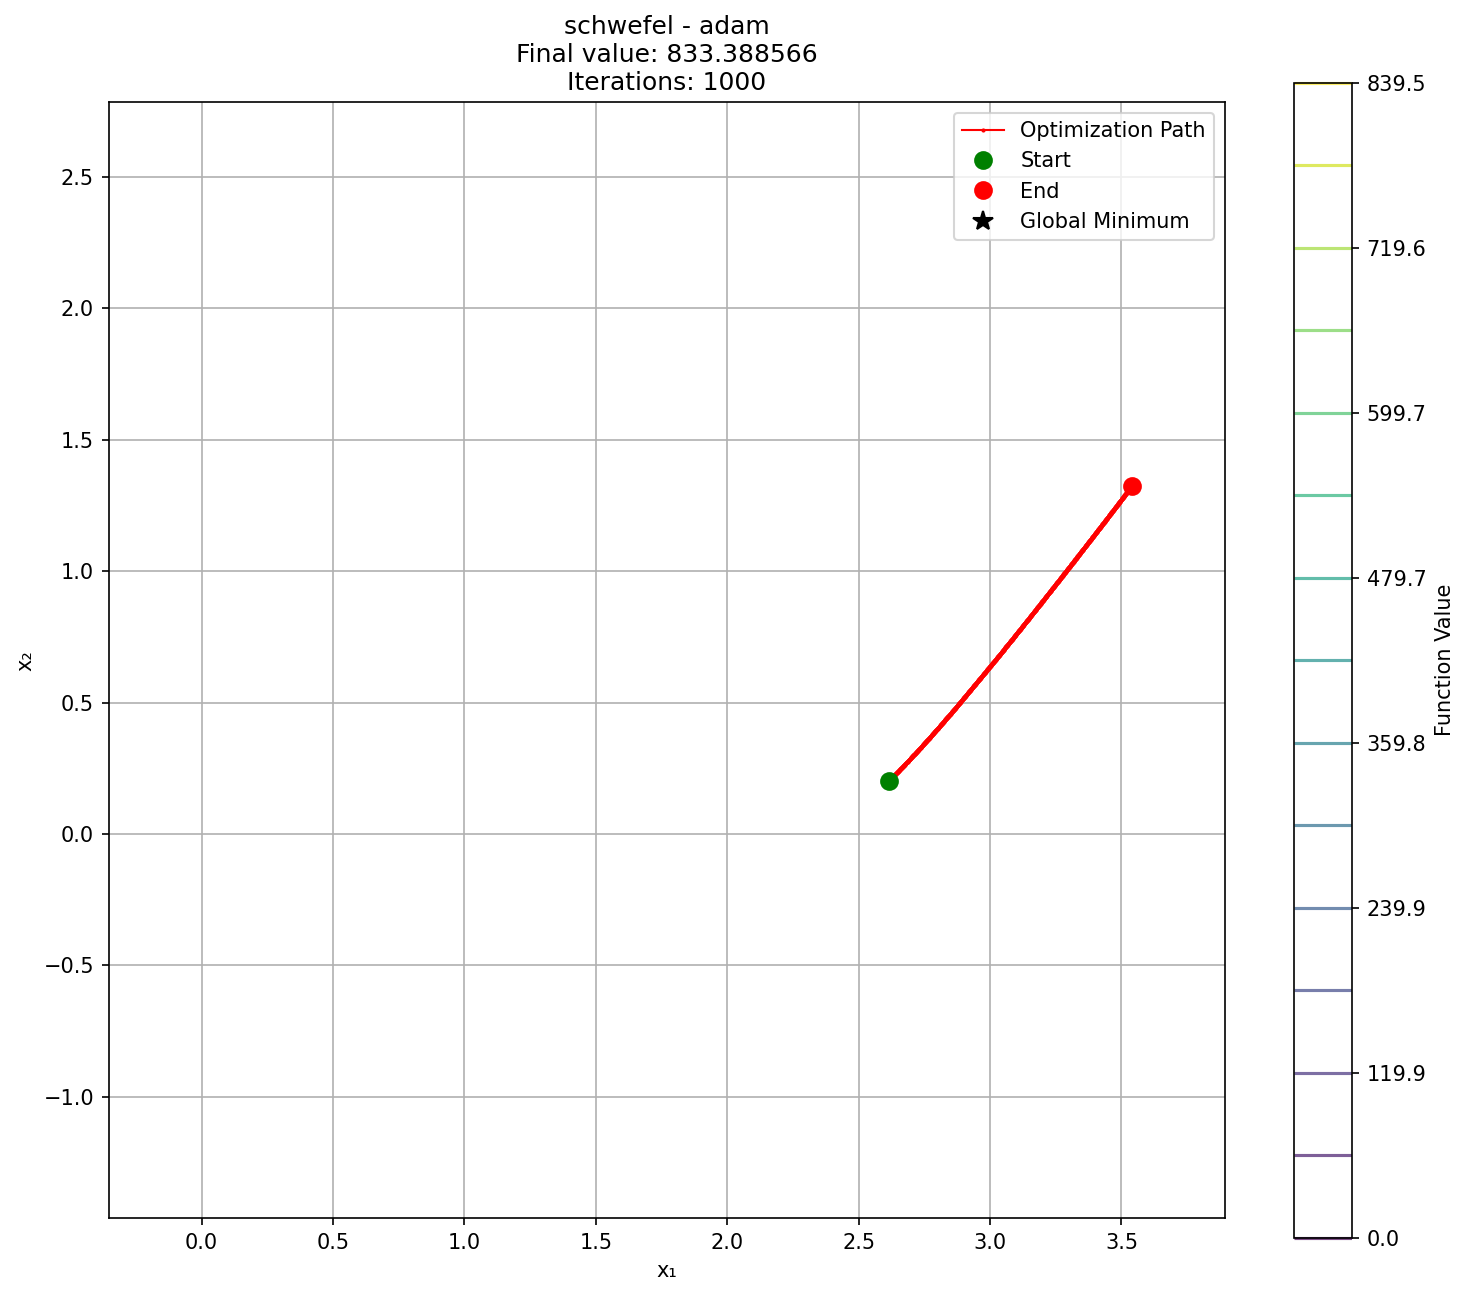 schwefel - adam
Final value: 833.388566
Iterations: 1000
Optimization Path
Start
End
Global Minimum
2.5
2.0
1.5
1.0
0.5
0.0
−0.5
−1.0
x₂
0.0
0.5
1.0
1.5
2.0
2.5
3.0
3.5
x₁
839.5
719.6
599.7
479.7
359.8
239.9
119.9
0.0
Function Value